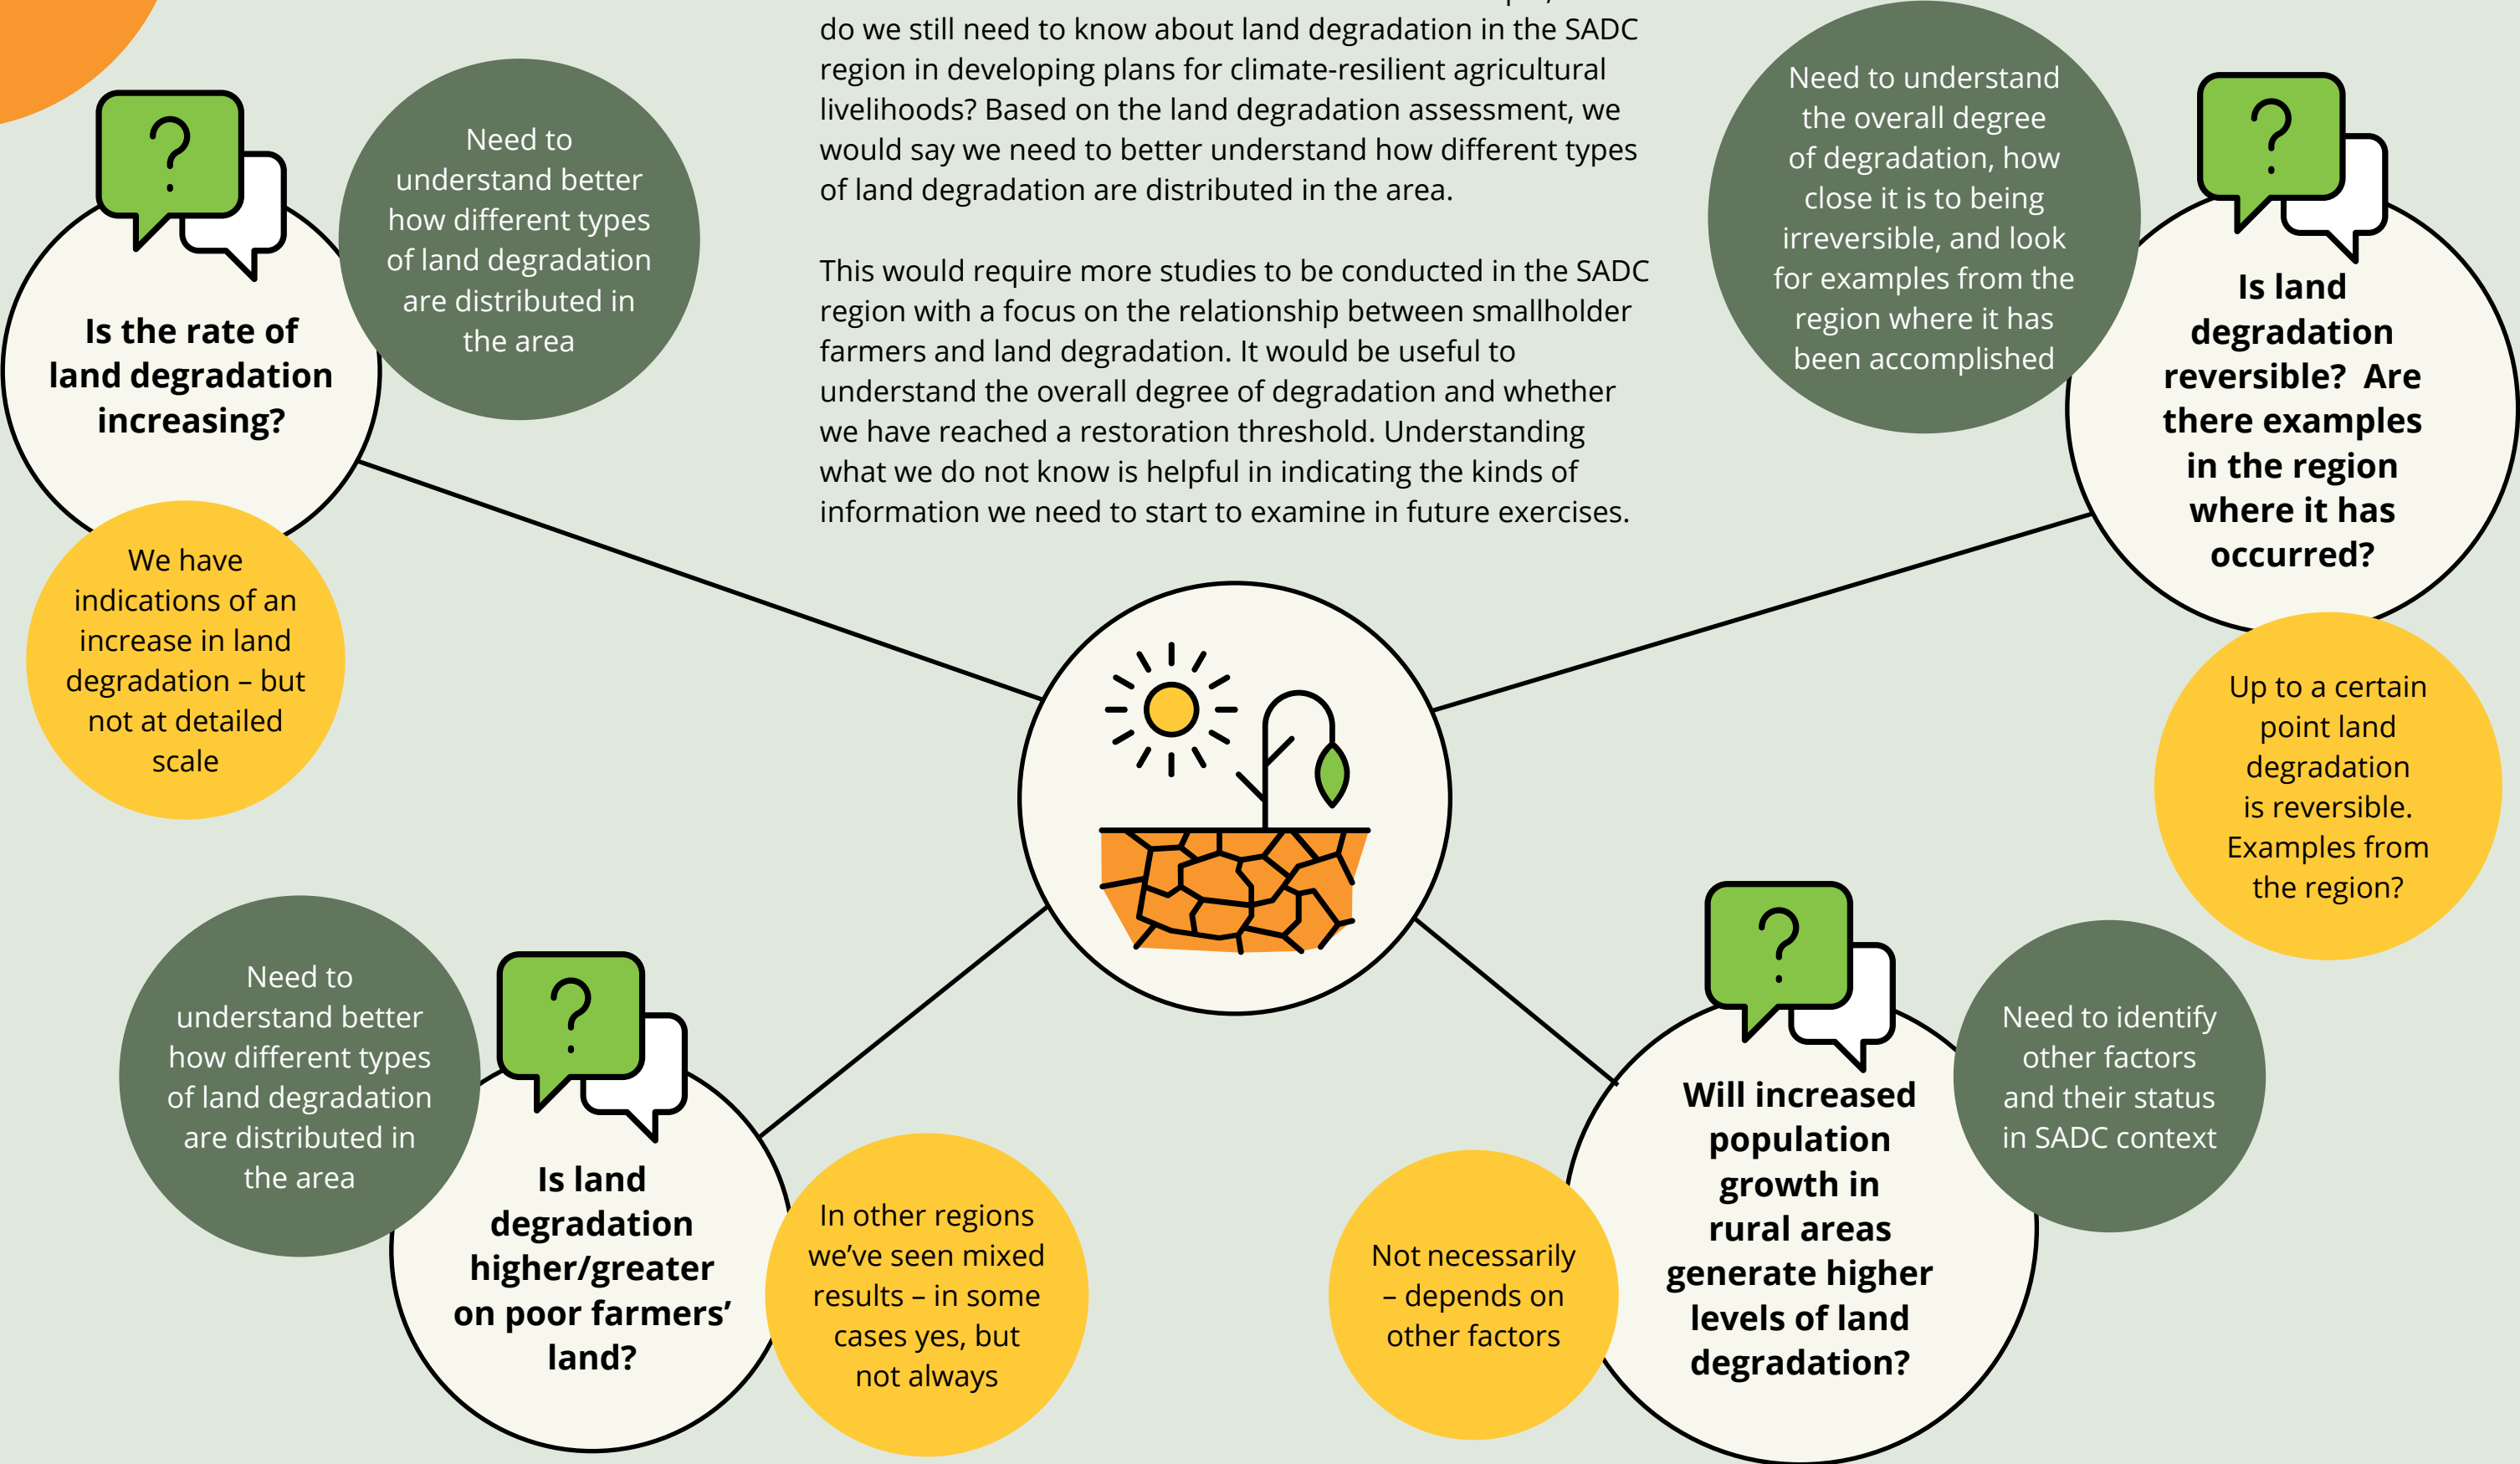 do we still need to know about land degradation in the SADC
region in developing plans for climate-resilient agricultural
livelihoods? Based on the land degradation assessment, we
would say we need to better understand how different types
of land degradation are distributed in the area.
This would require more studies to be conducted in the SADC
region with a focus on the relationship between smallholder
farmers and land degradation. It would be useful to
understand the overall degree of degradation and whether
we have reached a restoration threshold. Understanding
what we do not know is helpful in indicating the kinds of
information we need to start to examine in future exercises.
?
Is the rate of
land degradation
increasing?
Need to
understand better
how different types
of land degradation
are distributed in
the area
We have
indications of an
increase in land
degradation – but
not at detailed
scale
Need to understand
the overall degree
of degradation, how
close it is to being
irreversible, and look
for examples from the
region where it has
been accomplished
?
Is land
degradation
reversible?  Are
there examples
in the region
where it has
occurred?
Up to a certain
point land
degradation
is reversible.
Examples from
the region?
Need to
understand better
how different types
of land degradation
are distributed in
the area
?
Is land
degradation
higher/greater
on poor farmers’
land?
In other regions
we’ve seen mixed
results – in some
cases yes, but
not always
?
Will increased
population
growth in
rural areas
generate higher
levels of land
degradation?
Need to identify
other factors
and their status
in SADC context
Not necessarily
– depends on
other factors